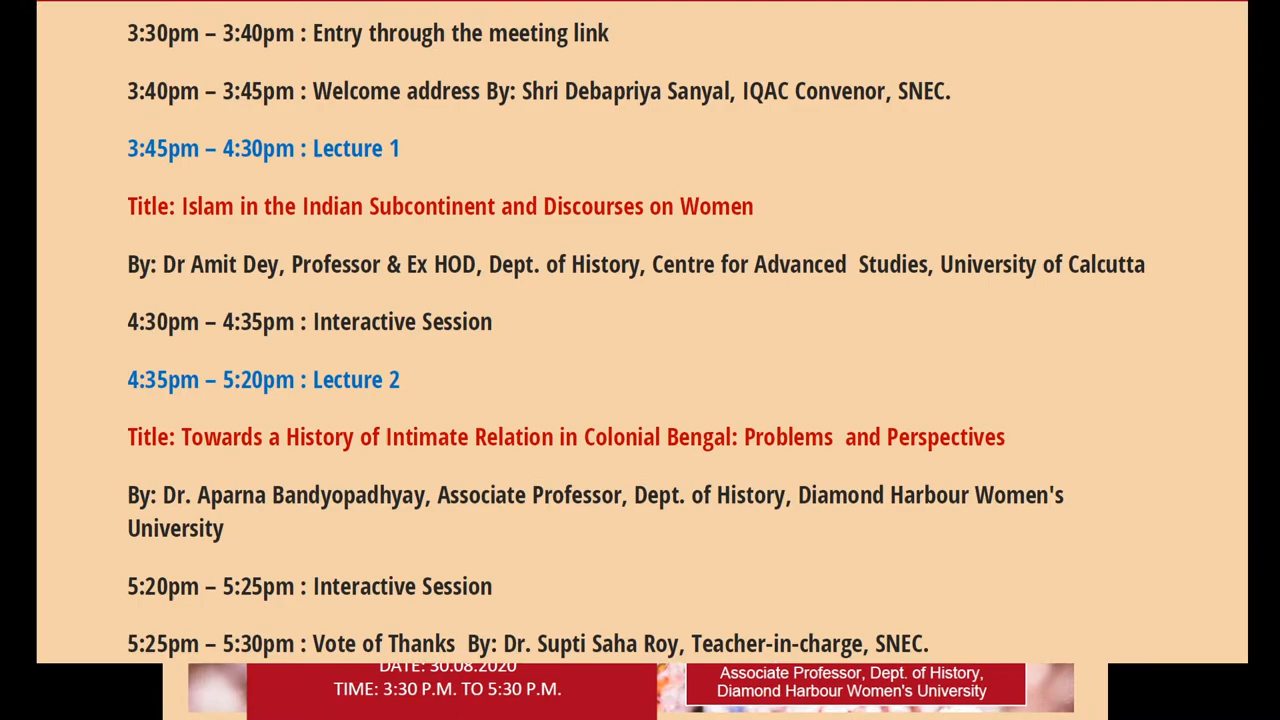 3:30pm – 3:40pm : Entry through the meeting link
3:40pm – 3:45pm : Welcome address By: Shri Debapriya Sanyal, IQAC Convenor, SNEC.
3:45pm – 4:30pm : Lecture 1
Title: Islam in the Indian Subcontinent and Discourses on Women
By: Dr Amit Dey, Professor & Ex HOD, Dept. of History, Centre for Advanced  Studies, University of Calcutta
4:30pm – 4:35pm : Interactive Session
4:35pm – 5:20pm : Lecture 2
Title: Towards a History of Intimate Relation in Colonial Bengal: Problems  and Perspectives
By: Dr. Aparna Bandyopadhyay, Associate Professor, Dept. of History, Diamond Harbour Women's
University
5:20pm – 5:25pm : Interactive Session
5:25pm – 5:30pm : Vote of Thanks  By: Dr. Supti Saha Roy, Teacher-in-charge, SNEC.
DATE: 30.08.2020
TIME: 3:30 P.M. TO 5:30 P.M.
Associate Professor, Dept. of History,
Diamond Harbour Women's University